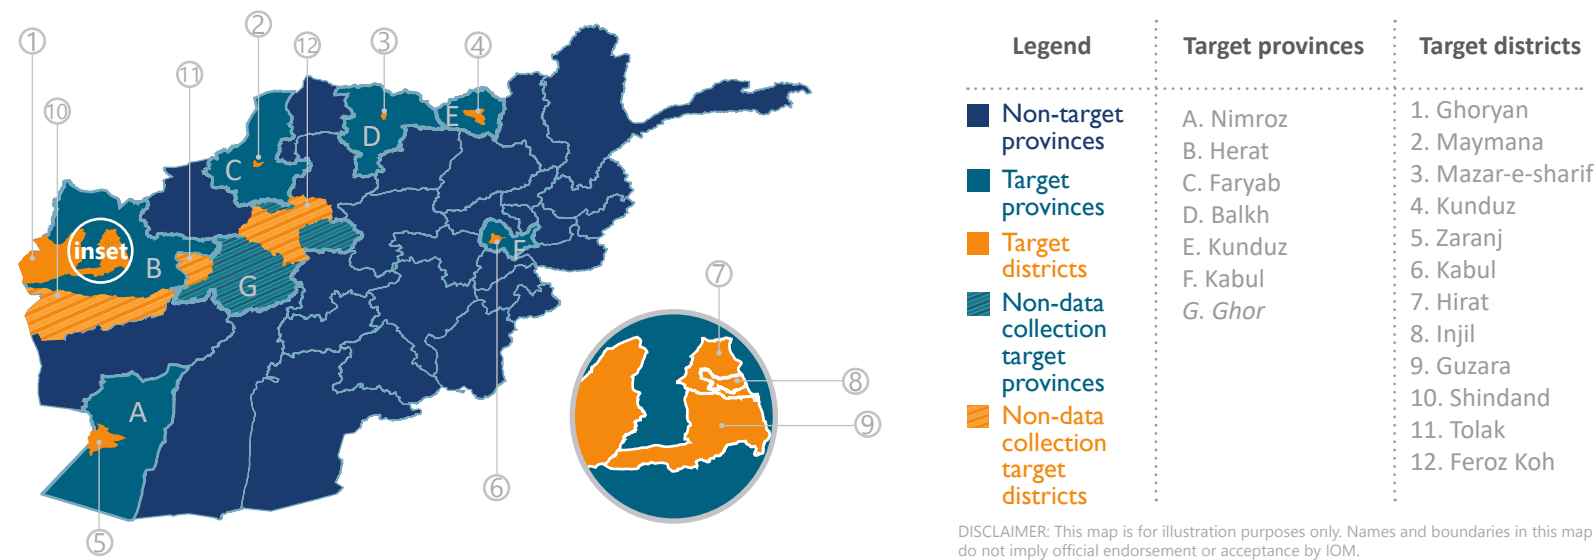 1
2
12
3
4
11
10
E
D
C
inset
B
F
G
7
A
8
9
6
5
Legend
Target provinces
Target districts
Non-target
provinces
Target
provinces
Target
districts
Non-data
collection
target
provinces
Non-data
collection
target
districts
A. Nimroz
B. Herat
C. Faryab
D. Balkh
E. Kunduz
F. Kabul
G. Ghor
1. Ghoryan
2. Maymana
3. Mazar-e-sharif
4. Kunduz
5. Zaranj
6. Kabul
7. Hirat
8. Injil
9. Guzara
10. Shindand
11. Tolak
12. Feroz Koh
DISCLAIMER: This map is for illustration purposes only. Names and boundaries in this map
do not imply official endorsement or acceptance by IOM.